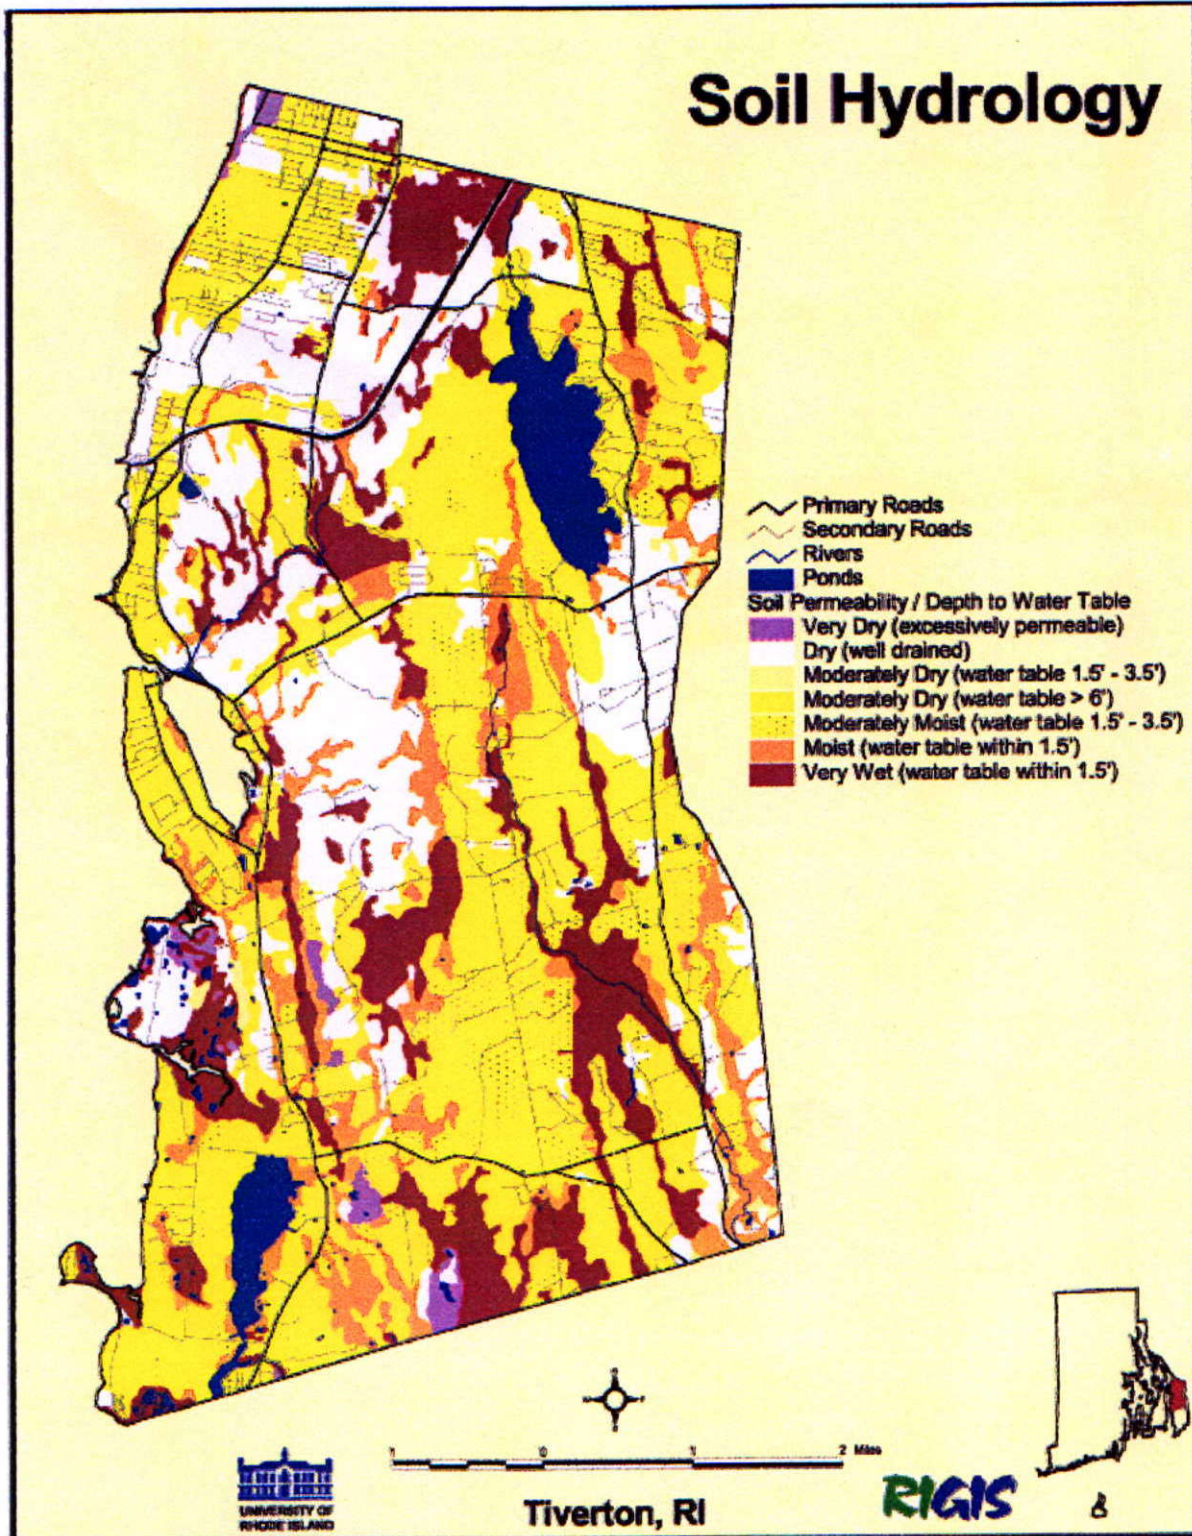 Soil Hydrology
Primary Roads
Secondary Roads
Rivers
Ponds
Soil Permeability / Depth to Water Table
Very Dry (excessively permeable)
Dry (well drained)
Moderately Dry (water table 1.5' - 3.5')
Moderately Dry (water table > 6')
Moderately Moist (water table 1.5' - 3.5')
Moist (water table within 1.5')
Very Wet (water table within 1.5')
1 0 1 2 Miles
UNIVERSITY OF
RHODE ISLAND
Tiverton, RI
RIGIS